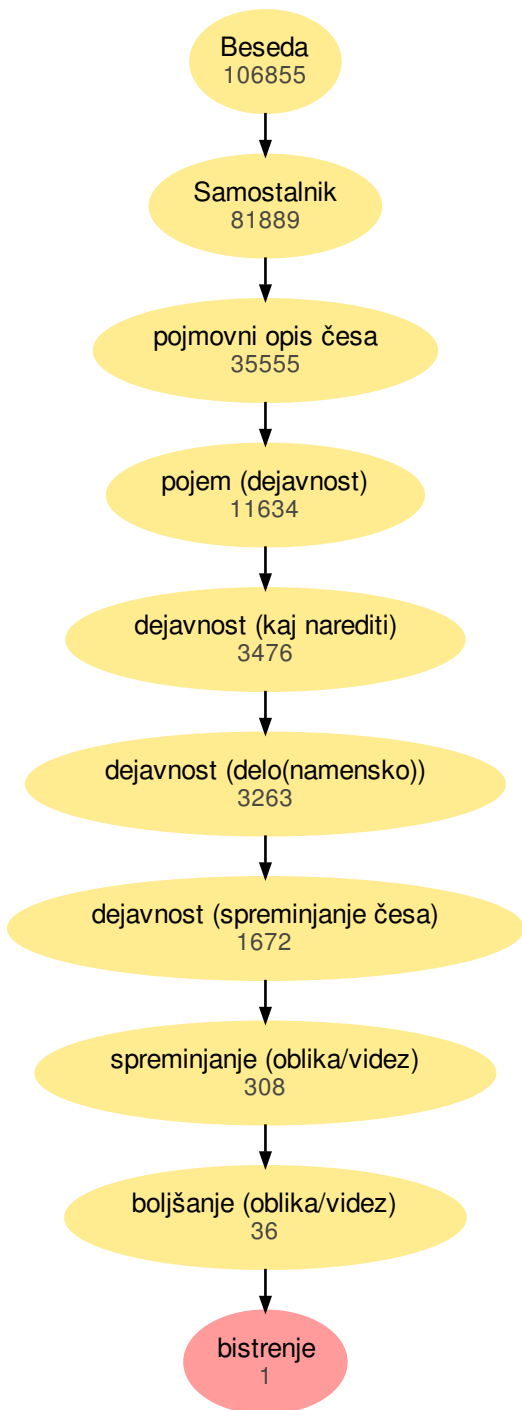 Beseda
106855
Samostalnik
81889
pojmovni opis česa
35555
pojem (dejavnost)
11634
dejavnost (kaj narediti)
3476
dejavnost (delo(namensko))
3263
dejavnost (spreminjanje česa)
1672
spreminjanje (oblika/videz)
308
boljšanje (oblika/videz)
36
bistrenje
1